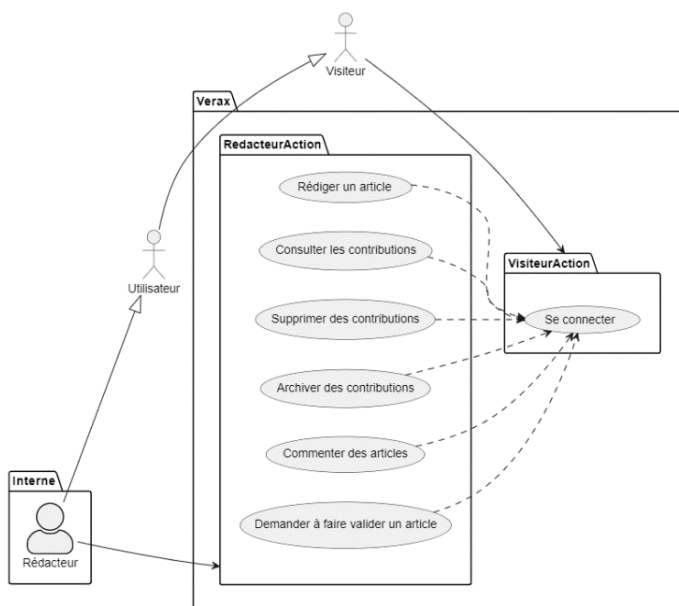 Visiteur
Verax
RedacteurAction
Rédiger un article
Consulter les contributions
Utilisateur
VisiteurAction
Supprimer des contributions
Se connecter
Archiver des contributions
Commenter des articles
Interne
Demander à faire valider un article
Rédacteur